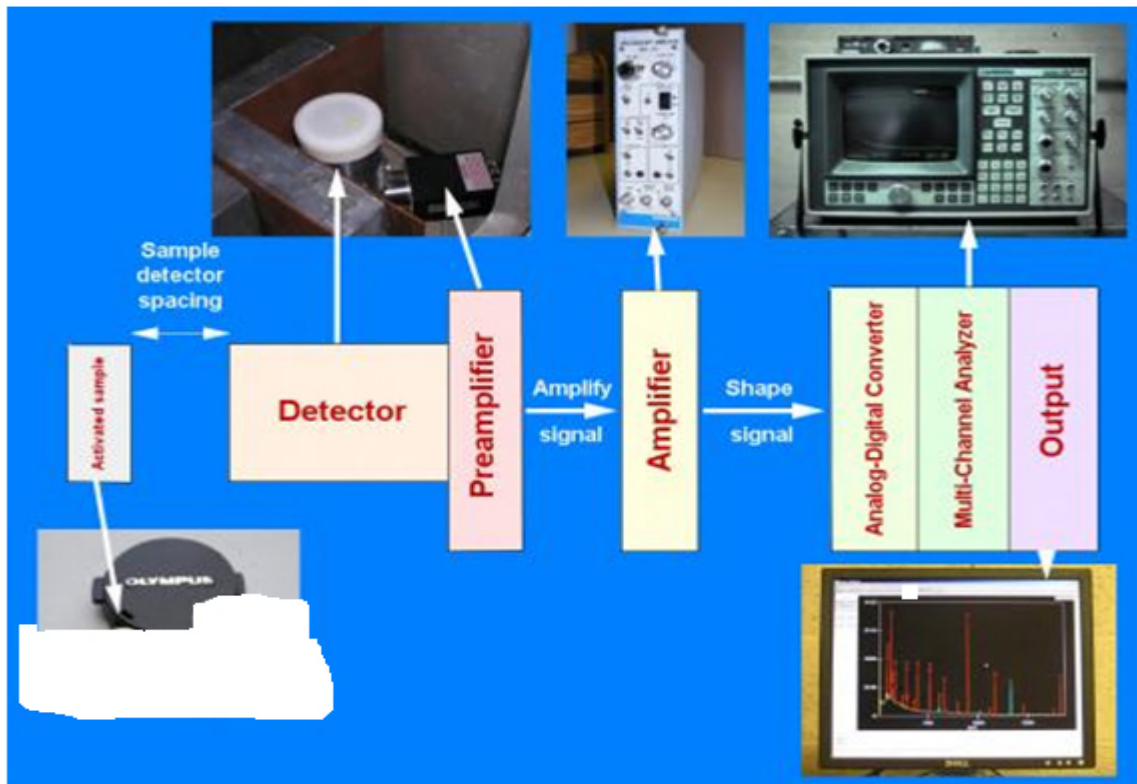 Sample
detector
spacing
Activated sample
Detector
Preamplifier
Amplify
signal
Amplifier
Shape
signal
Analog-Digital Converter
Multi-Channel Analyzer
Output
OLYMPUS
DELL